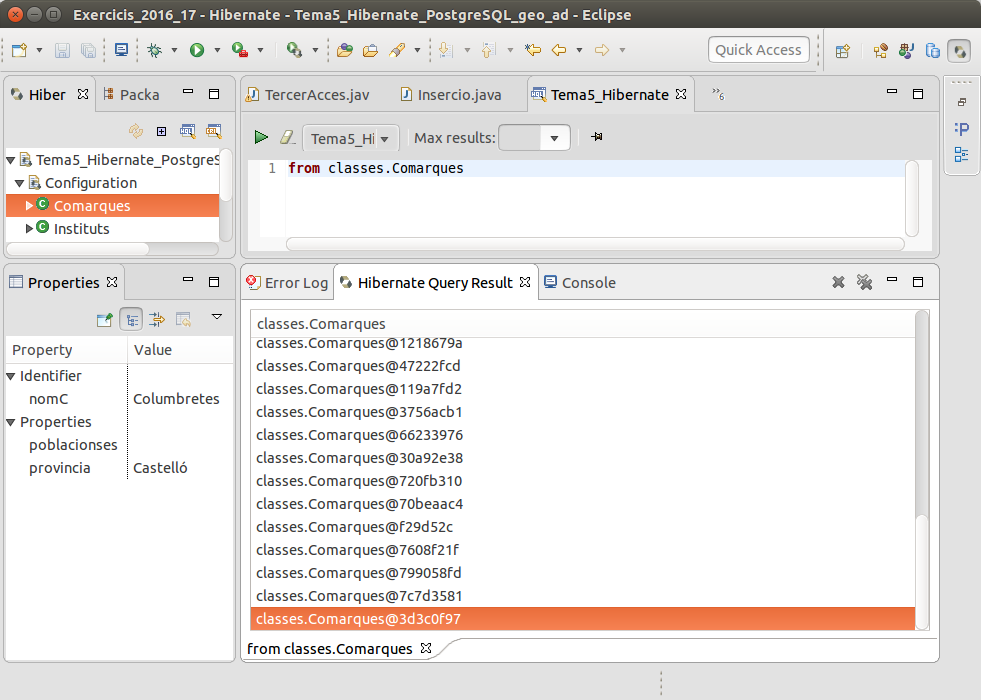 Exercicis_2016_17 - Hibernate - Tema5_Hibernate_PostgreSQL_geo_ad - Eclipse
Quick Access
Hiber
Packa
Tema5_Hibernate_PostgreS
Configuration
Comarques
Instituts
TercerAcces.jav
Insercio.java
Tema5_Hibernate
»6
Tema5_Hi
Max results:
1 from classes.Comarques
Properties
Property Value
Identifier
nomC Columbretes
Properties
poblacionses
provincia Castelló
Error Log
Hibernate Query Result
Console
classes.Comarques
classes.Comarques@1218679a
classes.Comarques@47222fcd
classes.Comarques@119a7fd2
classes.Comarques@3756acb1
classes.Comarques@66233976
classes.Comarques@30a92e38
classes.Comarques@720fb310
classes.Comarques@70beaac4
classes.Comarques@f29d52c
classes.Comarques@7608f21f
classes.Comarques@799058fd
classes.Comarques@7c7d3581
classes.Comarques@3d3c0f97
from classes.Comarques